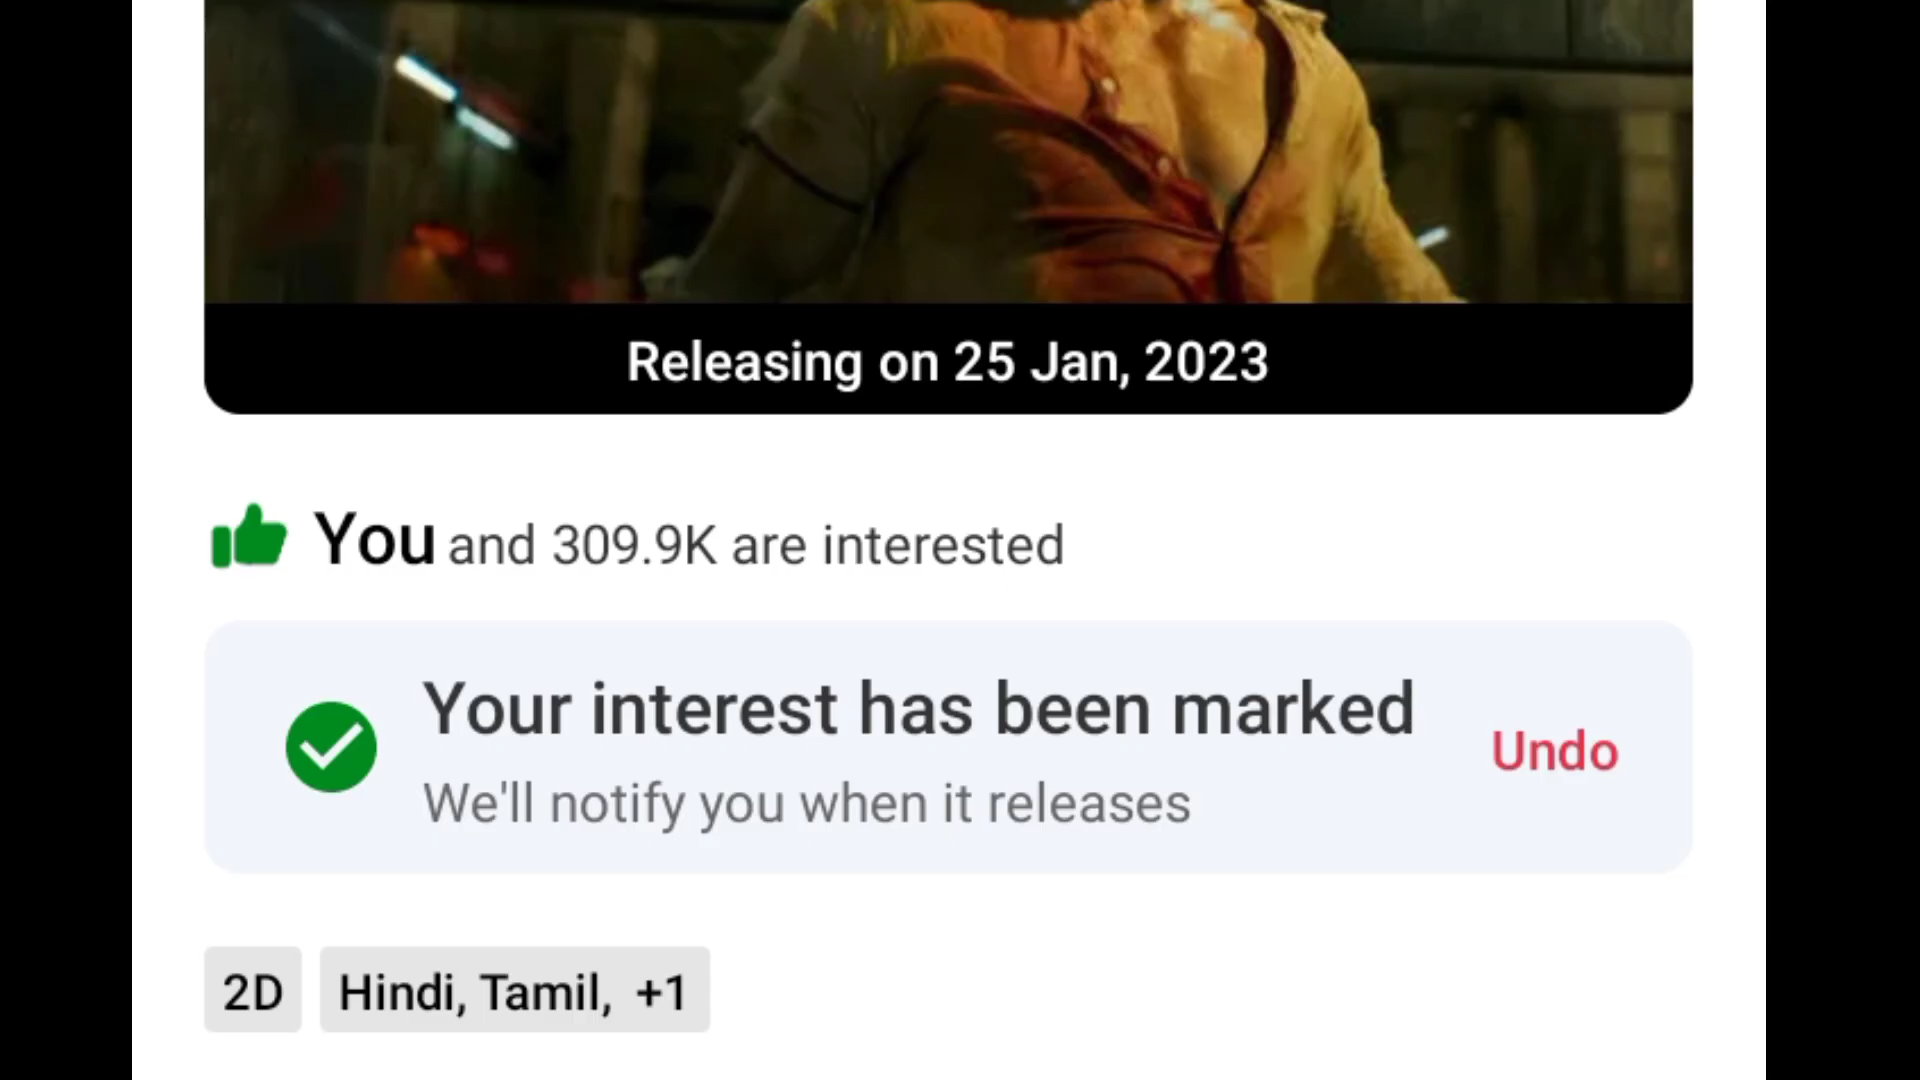 Releasing on 25 Jan, 2023
You and 309.9K are interested
Your interest has been marked
Undo
We'll notify you when it releases
2D
Hindi, Tamil, +1